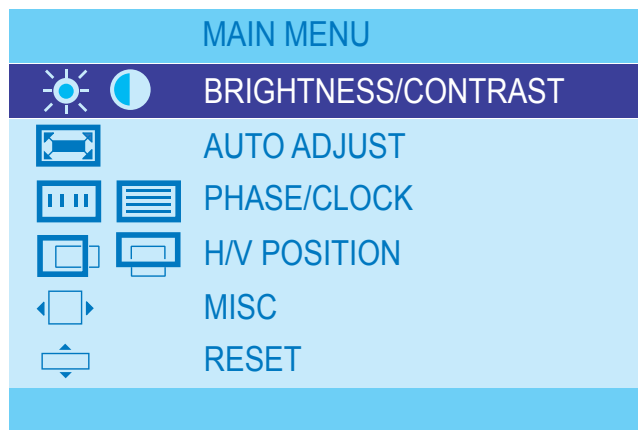 MAIN MENU
BRIGHTNESS/CONTRAST
AUTO ADJUST
PHASE/CLOCK
H/V POSITION
MISC
RESET